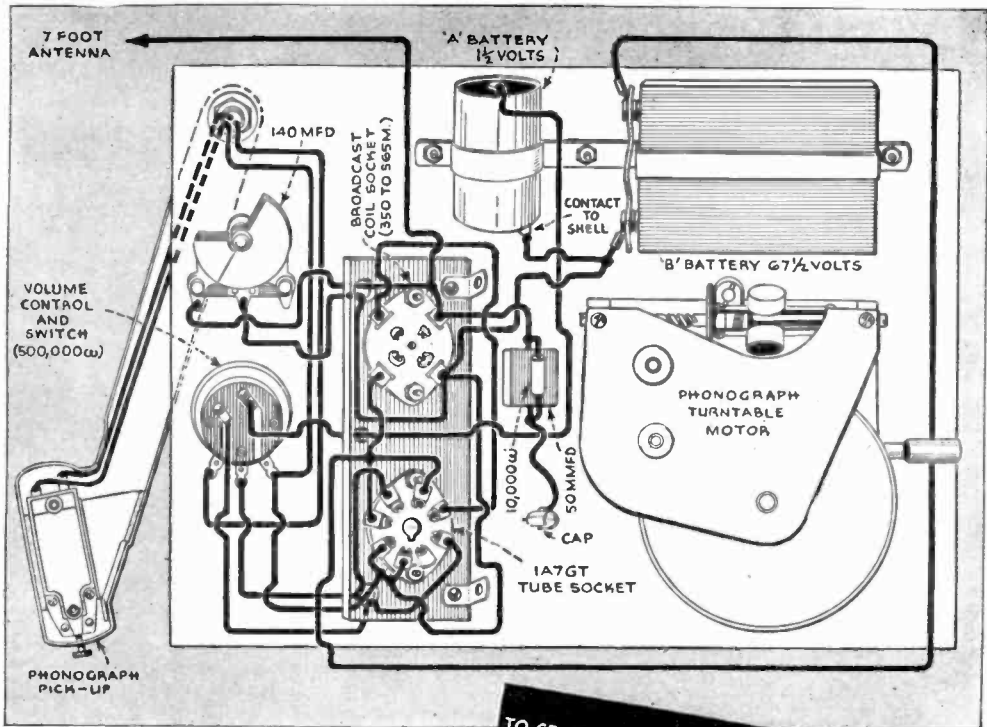 7 FOOT
ANTENNA
'A' BATTERY
1½ VOLTS
140 MFD
BROADCAST
COIL SOCKET
(350 TO 565M.)
CONTACT
TO
SHELL
'B' BATTERY 67½ VOLTS
VOLUME
CONTROL
AND
SWITCH
(500,000ω)
PHONOGRAPH
TURNTABLE
MOTOR
10,000ω
50MMFD
CAP
1A7GT
TUBE SOCKET
PHONOGRAPH
PICK-UP